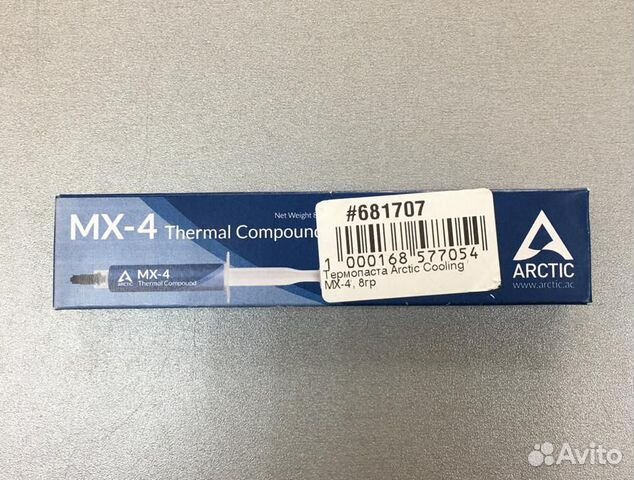 Net Weight 8
MX-4 Thermal Compound
MX-4
Thermal Compound
#681707
1 000168 577054
Термопаста Arctic Cooling
MX-4, 8гр
ARCTIC
www.arctic.ac
Avito